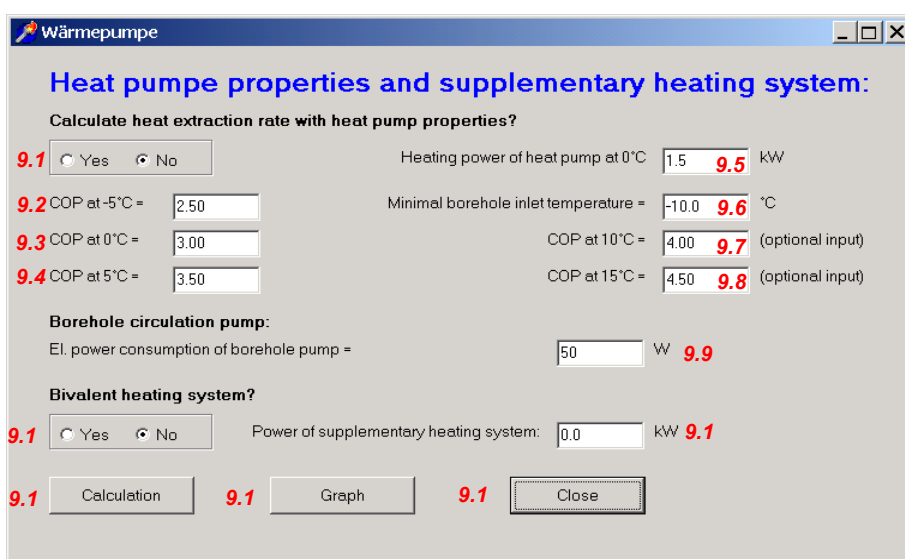 Wärmepumpe
Heat pumpe properties and supplementary heating system:
Calculate heat extraction rate with heat pump properties?
9.1 Yes No Heating power of heat pump at 0°C 1.5 9.5 kW
9.2 COP at -5°C = 2.50 Minimal borehole inlet temperature = -10.0 9.6 °C
9.3 COP at 0°C = 3.00 COP at 10°C = 4.00 9.7 (optional input)
9.4 COP at 5°C = 3.50 COP at 15°C = 4.50 9.8 (optional input)
Borehole circulation pump:
El. power consumption of borehole pump = 50 W 9.9
Bivalent heating system?
9.1 Yes No Power of supplementary heating system: 0.0 kW 9.1
9.1 Calculation 9.1 Graph 9.1 Close